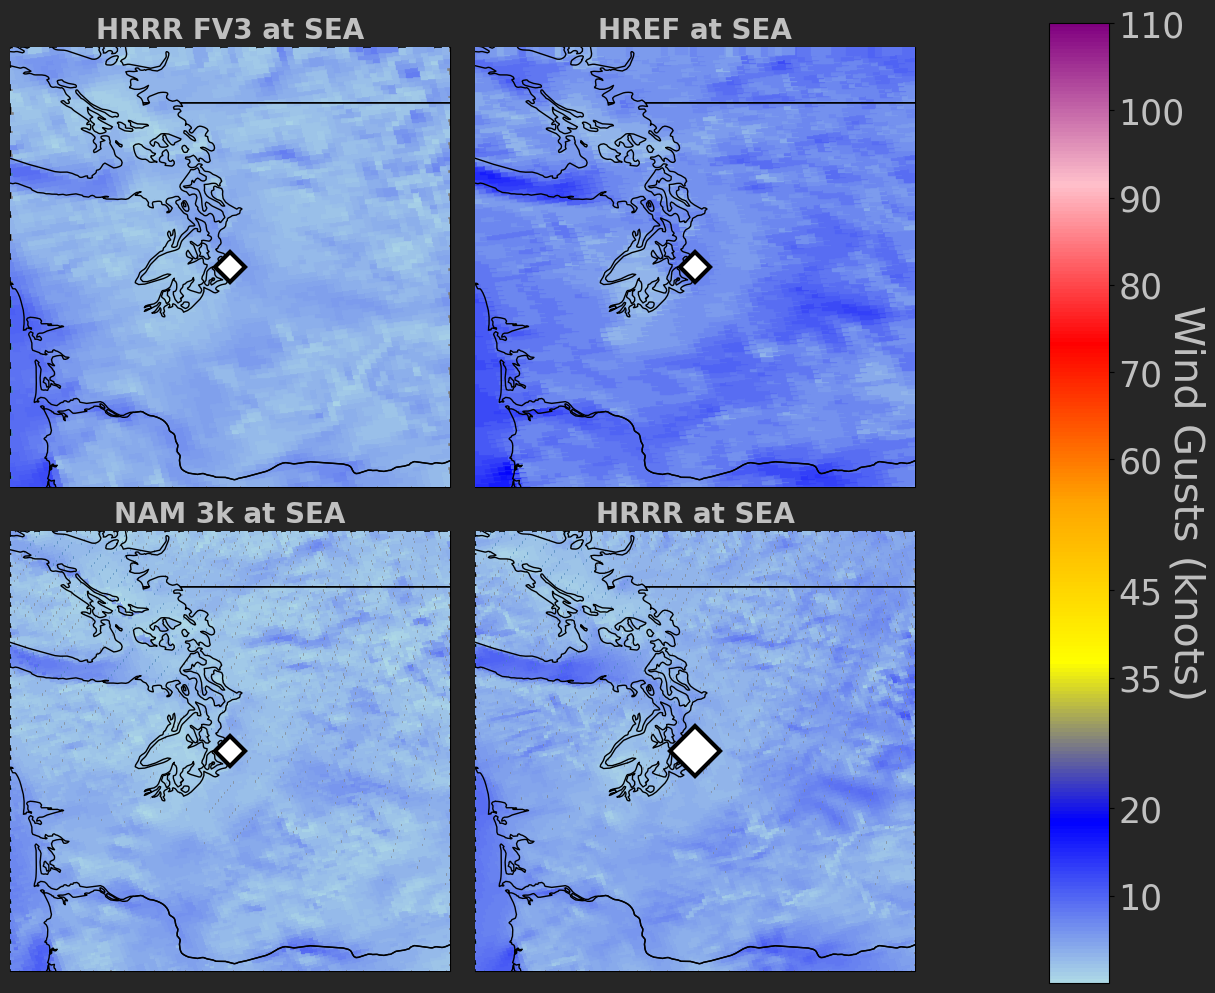 HRRR FV3 at SEA
HREF at SEA
NAM 3k at SEA
HRRR at SEA
110
100
90
80
70
60
45
35
20
10
Wind Gusts (knots)